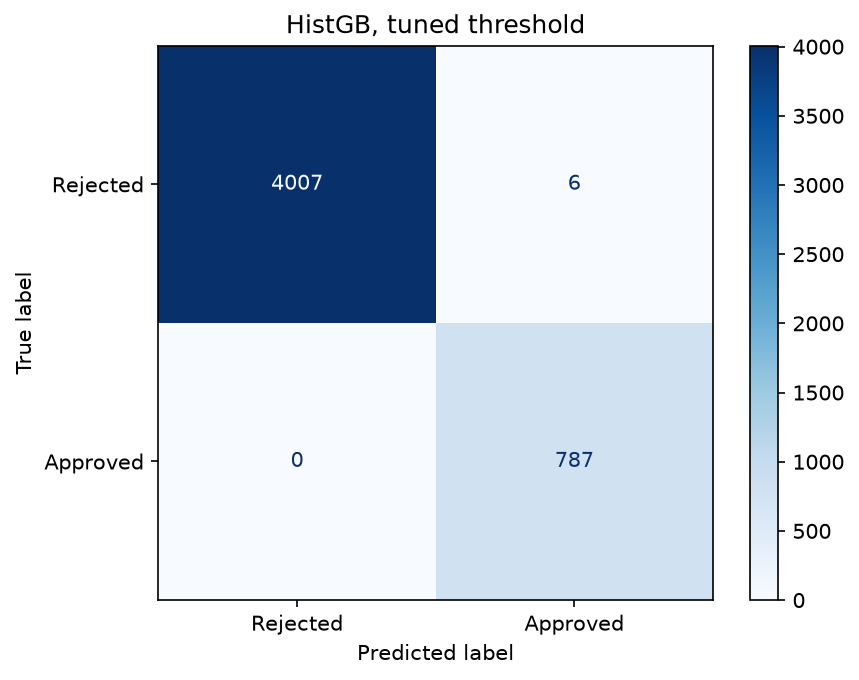 HistGB, tuned threshold
Rejected
Approved
True label
4007
6
0
787
Rejected
Approved
Predicted label
4000
3500
3000
2500
2000
1500
1000
500
0